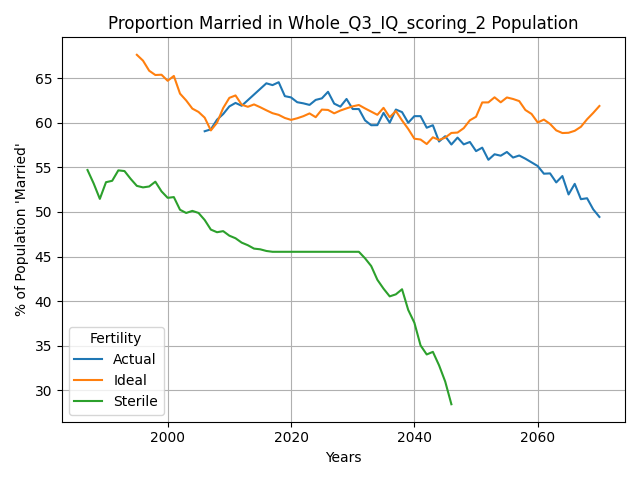 Proportion Married in Whole_Q3_IQ_scoring_2 Population
% of Population 'Married'
65
60
55
50
45
40
35
30
Fertility
Actual
Ideal
Sterile
2000
2020
2040
2060
Years